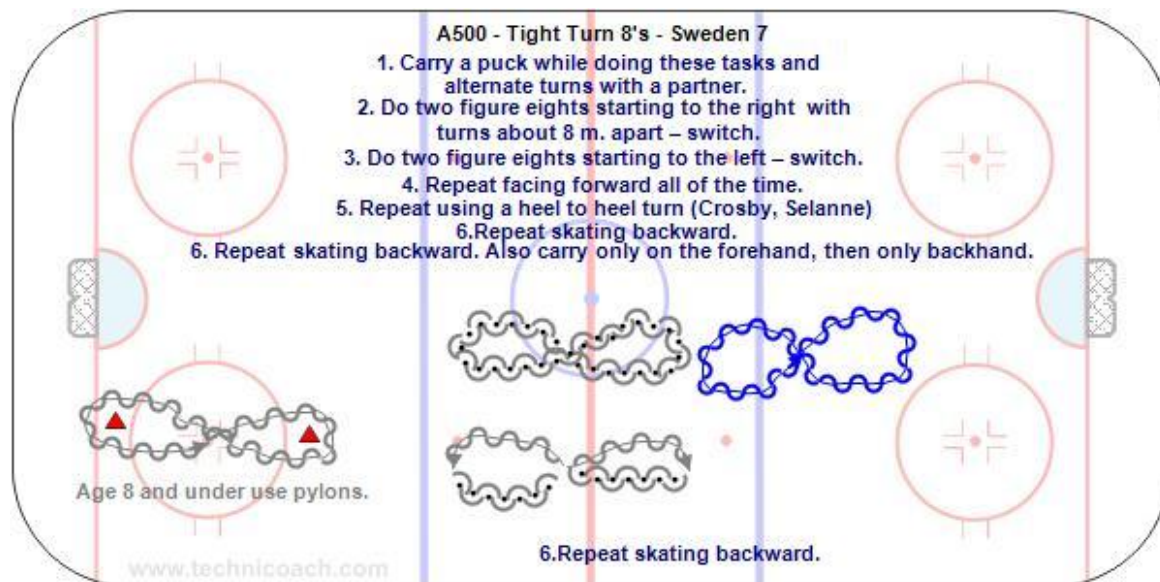 A500 - Tight Turn 8's - Sweden 7
1. Carry a puck while doing these tasks and
alternate turns with a partner.
2. Do two figure eights starting to the right with
turns about 8 m. apart – switch.
3. Do two figure eights starting to the left – switch.
4. Repeat facing forward all of the time.
5. Repeat using a heel to heel turn (Crosby, Selanne)
6.Repeat skating backward.
6. Repeat skating backward. Also carry only on the forehand, then only backhand.
Age 8 and under use pylons.
6.Repeat skating backward.
www.technicoach.com